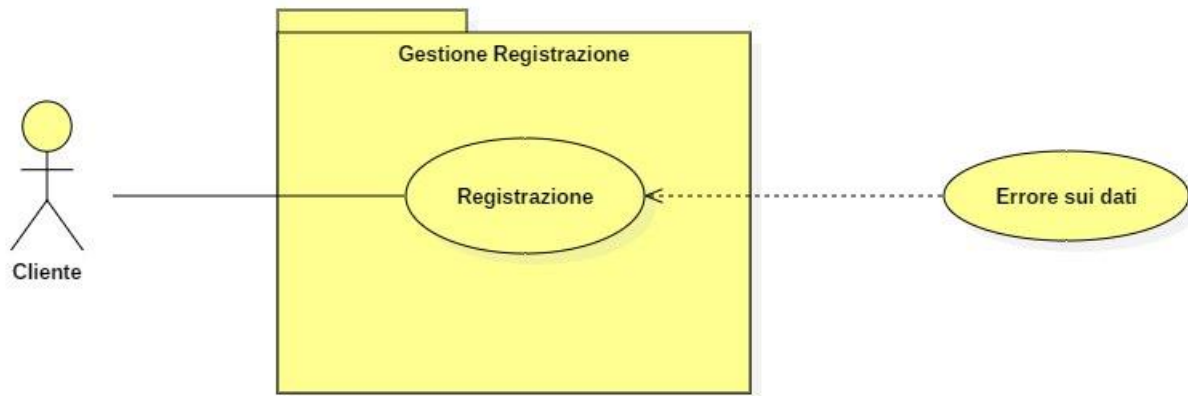 Gestione Registrazione
Registrazione
Errore sui dati
Cliente